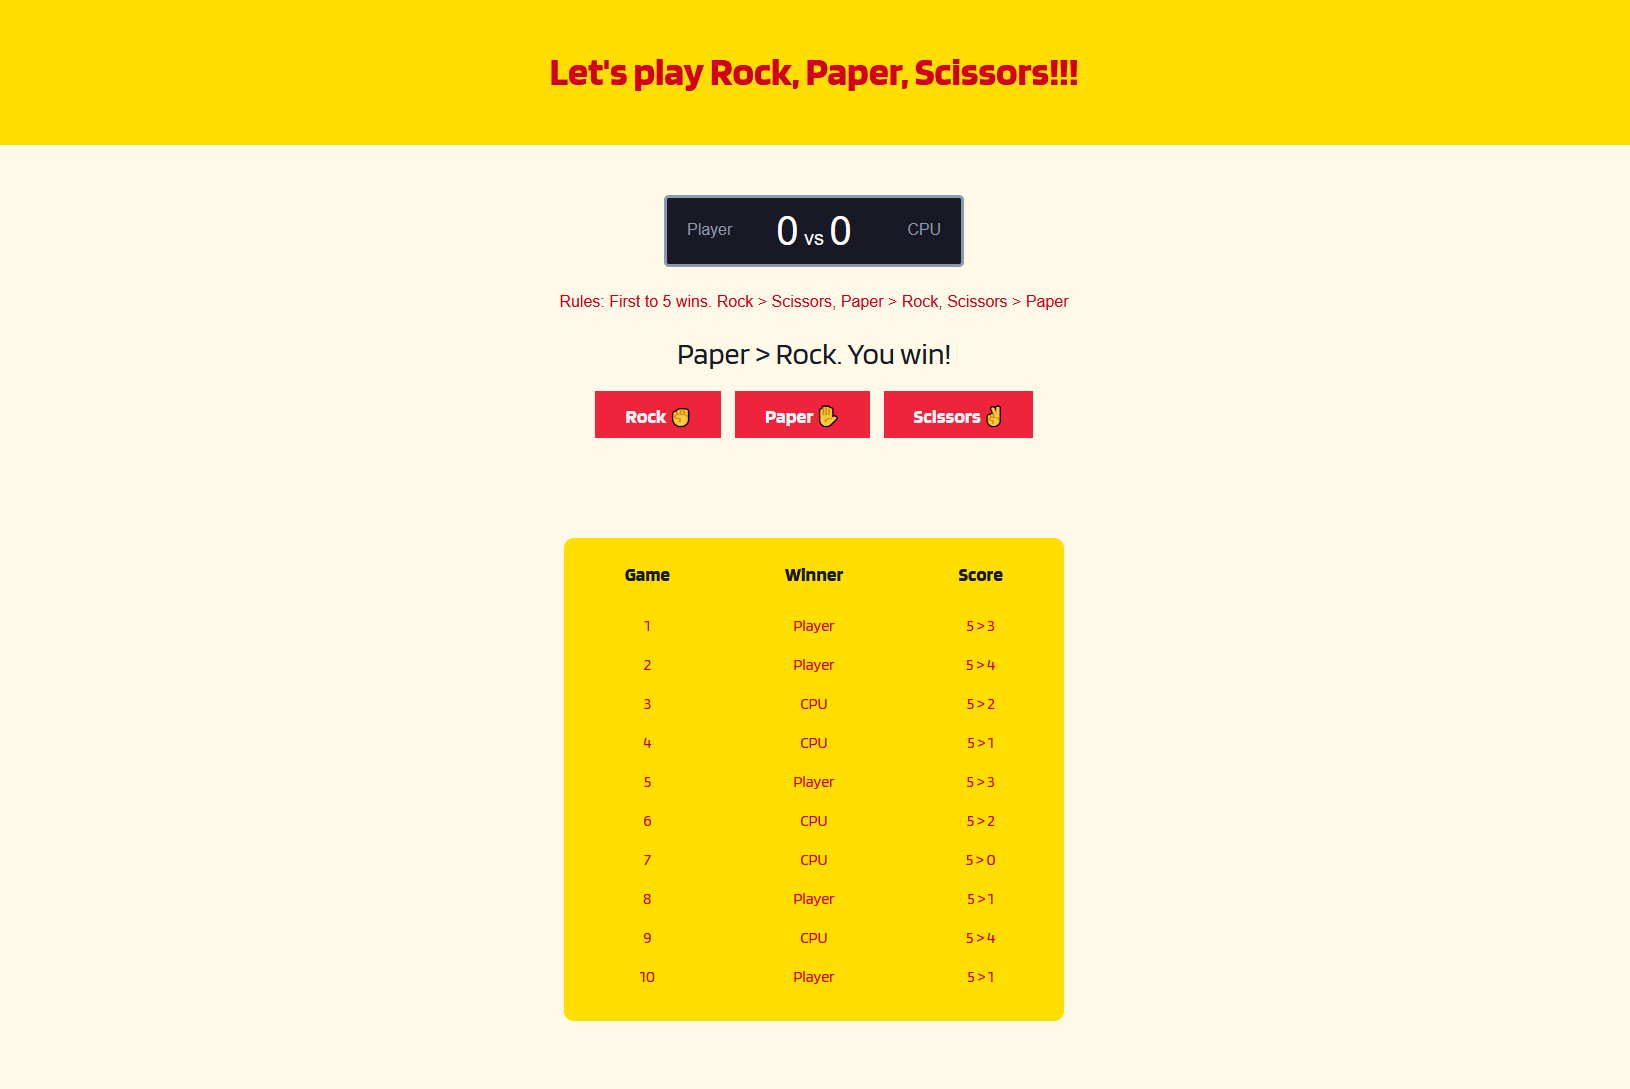 Let's play Rock, Paper, Scissors!!!
Player 0 vs 0 CPU
Rules: First to 5 wins. Rock > Scissors, Paper > Rock, Scissors > Paper
Paper > Rock. You win!
Rock ✊ Paper ✋ Scissors ✌
Game Winner Score
1 Player 5 > 3
2 Player 5 > 4
3 CPU 5 > 2
4 CPU 5 > 1
5 Player 5 > 3
6 CPU 5 > 2
7 CPU 5 > 0
8 Player 5 > 1
9 CPU 5 > 4
10 Player 5 > 1